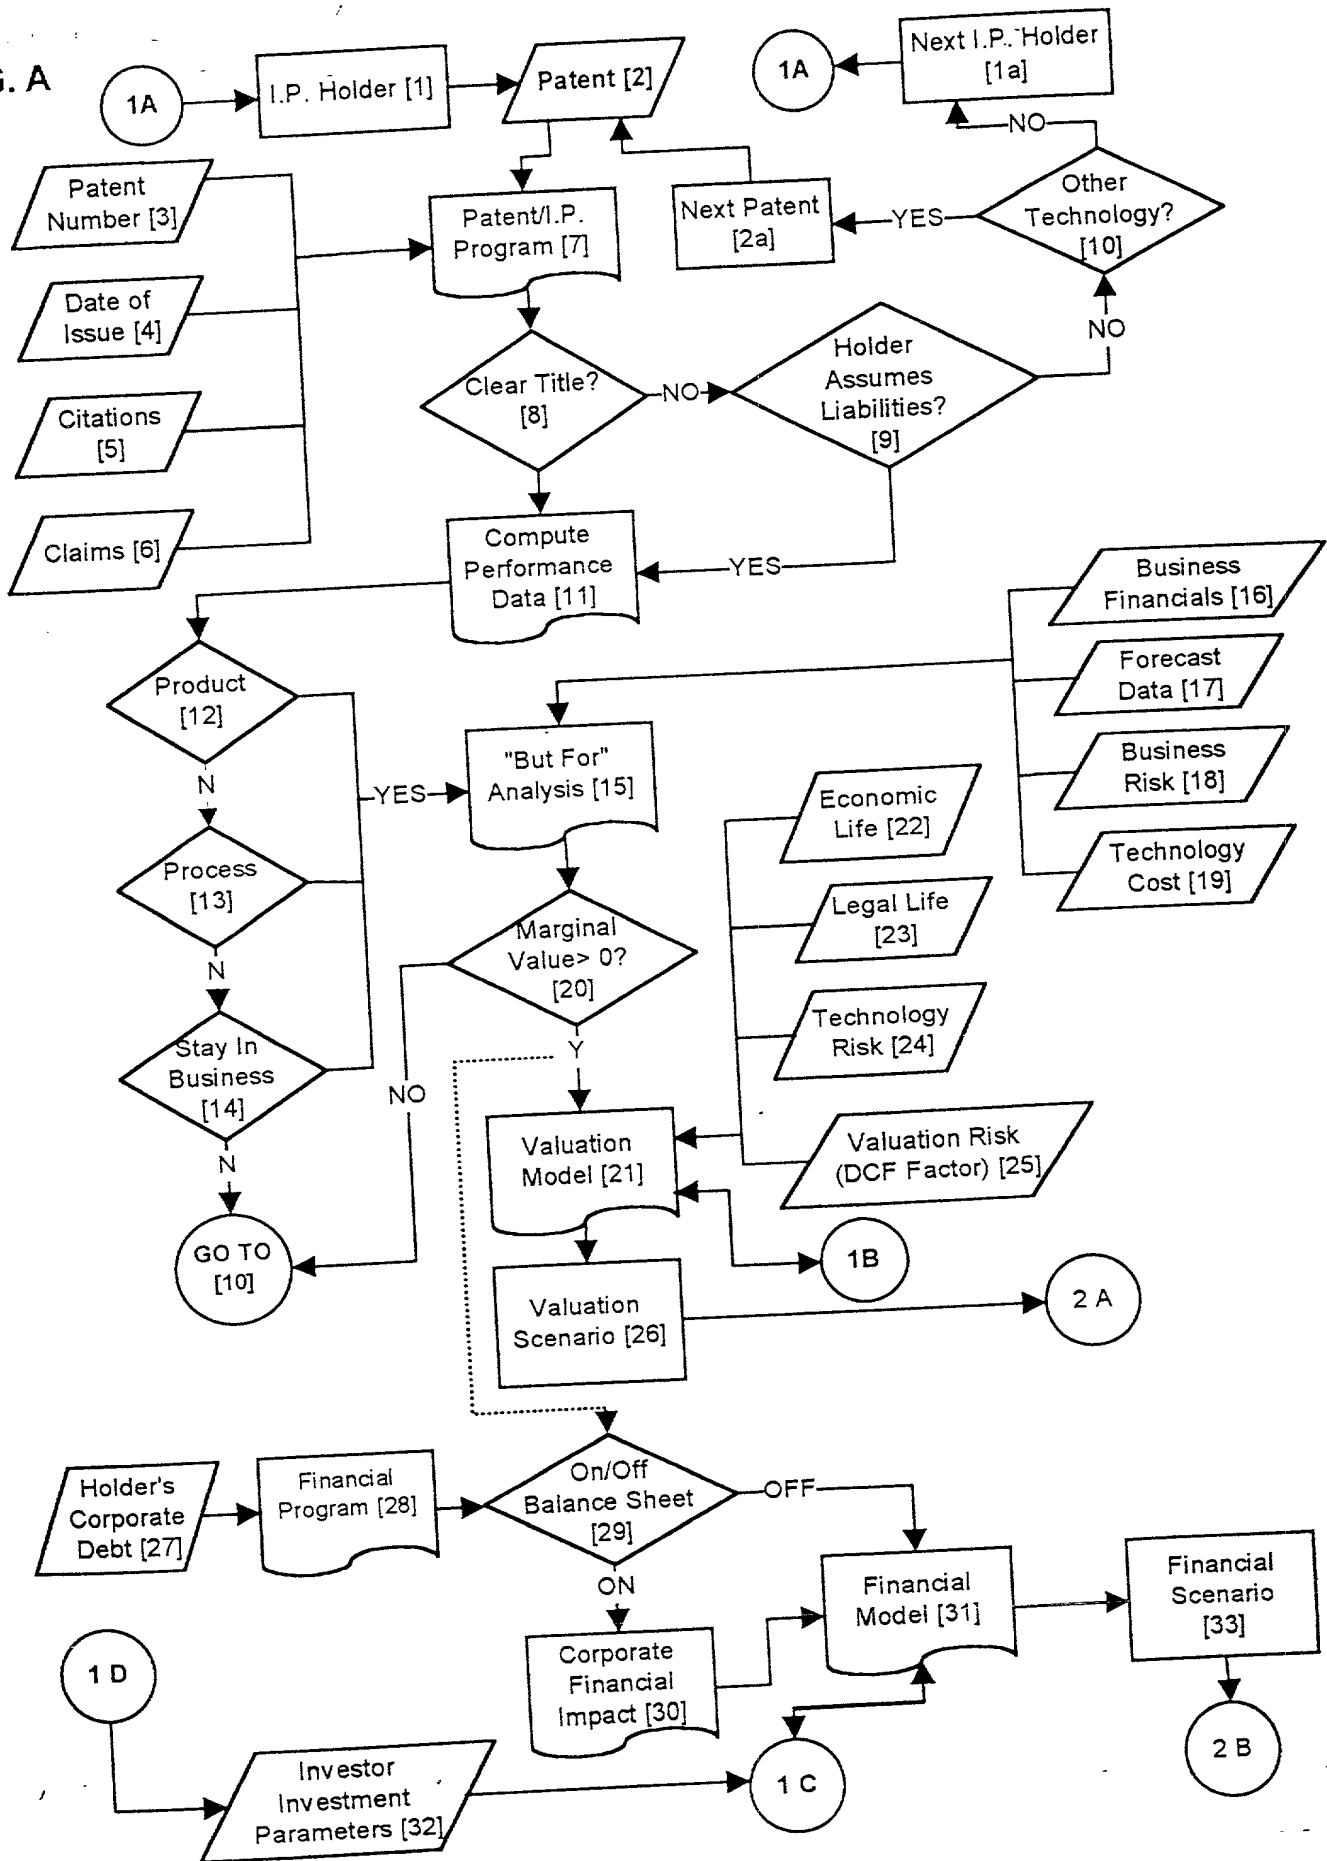 . A
1A
I.P. Holder [1]
Patent [2]
1A
Next I.P. Holder
[1a]
NO
Patent
Number [3]
Patent/I.P.
Program [7]
Next Patent
[2a]
YES
Other
Technology?
[10]
Date of
Issue [4]
NO
Citations
[5]
Clear Title?
[8]
NO
Holder
Assumes
Liabilities?
[9]
Claims [6]
Compute
Performance
Data [11]
YES
Business
Financials [16]
Forecast
Data [17]
Business
Risk [18]
Technology
Cost [19]
Product
[12]
N
YES
"But For"
Analysis [15]
Process
[13]
N
Stay In
Business
[14]
N
GO TO
[10]
Marginal
Value> 0?
[20]
NO
Y
Economic
Life [22]
Legal Life
[23]
Technology
Risk [24]
Valuation Risk
(DCF Factor) [25]
Valuation
Model [21]
1B
Valuation
Scenario [26]
2 A
Holder's
Corporate
Debt [27]
Financial
Program [28]
On/Off
Balance Sheet
[29]
OFF
ON
Corporate
Financial
Impact [30]
Financial
Model [31]
Financial
Scenario
[33]
1 D
Investor
Investment
Parameters [32]
1 C
2 B